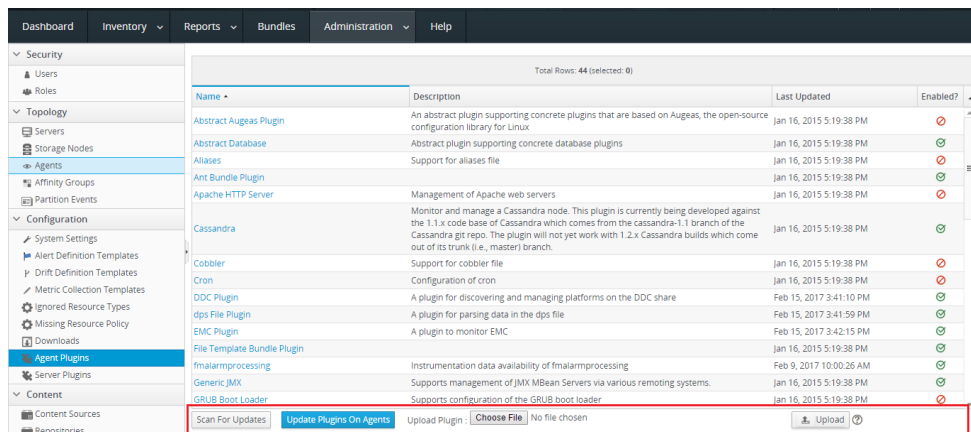 Dashboard Inventory Reports Bundles Administration Help
Security
Users
Roles
Topology
Servers
Storage Nodes
Agents
Affinity Groups
Partition Events
Configuration
System Settings
Alert Definition Templates
Drift Definition Templates
Metric Collection Templates
Ignored Resource Types
Missing Resource Policy
Downloads
Agent Plugins
Server Plugins
Content
Content Sources
Repositories
Total Rows: 44 (selected: 0)
Name Description Last Updated Enabled?
Abstract Augeas Plugin An abstract plugin supporting concrete plugins that are based on Augeas, the open-source Jan 16, 2015 5:19:38 PM
configuration library for Linux
Abstract Database Abstract plugin supporting concrete database plugins Jan 16, 2015 5:19:38 PM
Aliases Support for aliases file Jan 16, 2015 5:19:38 PM
Ant Bundle Plugin Jan 16, 2015 5:19:38 PM
Apache HTTP Server Management of Apache web servers Jan 16, 2015 5:19:38 PM
Monitor and manage a Cassandra node. This plugin is currently being developed against
the 1.1.x code base of Cassandra which comes from the cassandra-1.1 branch of the
Cassandra Cassandra git repo. The plugin will not yet work with 1.2.x Cassandra builds which come Jan 16, 2015 5:19:38 PM
out of its trunk (i.e., master) branch.
Cobbler Support for cobbler file Jan 16, 2015 5:19:38 PM
Cron Configuration of cron Jan 16, 2015 5:19:38 PM
DDC Plugin A plugin for discovering and managing platforms on the DDC share Feb 15, 2017 3:41:10 PM
dps File Plugin A plugin for parsing data in the dps file Feb 15, 2017 3:41:59 PM
EMC Plugin A plugin to monitor EMC Feb 15, 2017 3:42:15 PM
File Template Bundle Plugin Jan 16, 2015 5:19:38 PM
fmalarmprocessing Instrumentation data availability of fmalarmprocessing Feb 9, 2017 10:00:26 AM
Generic JMX Supports management of JMX MBean Servers via various remoting systems. Jan 16, 2015 5:19:38 PM
GRUB Boot Loader Supports configuration of the GRUB boot loader Jan 16, 2015 5:19:38 PM
Scan For Updates Update Plugins On Agents Upload Plugin : Choose File No file chosen Upload